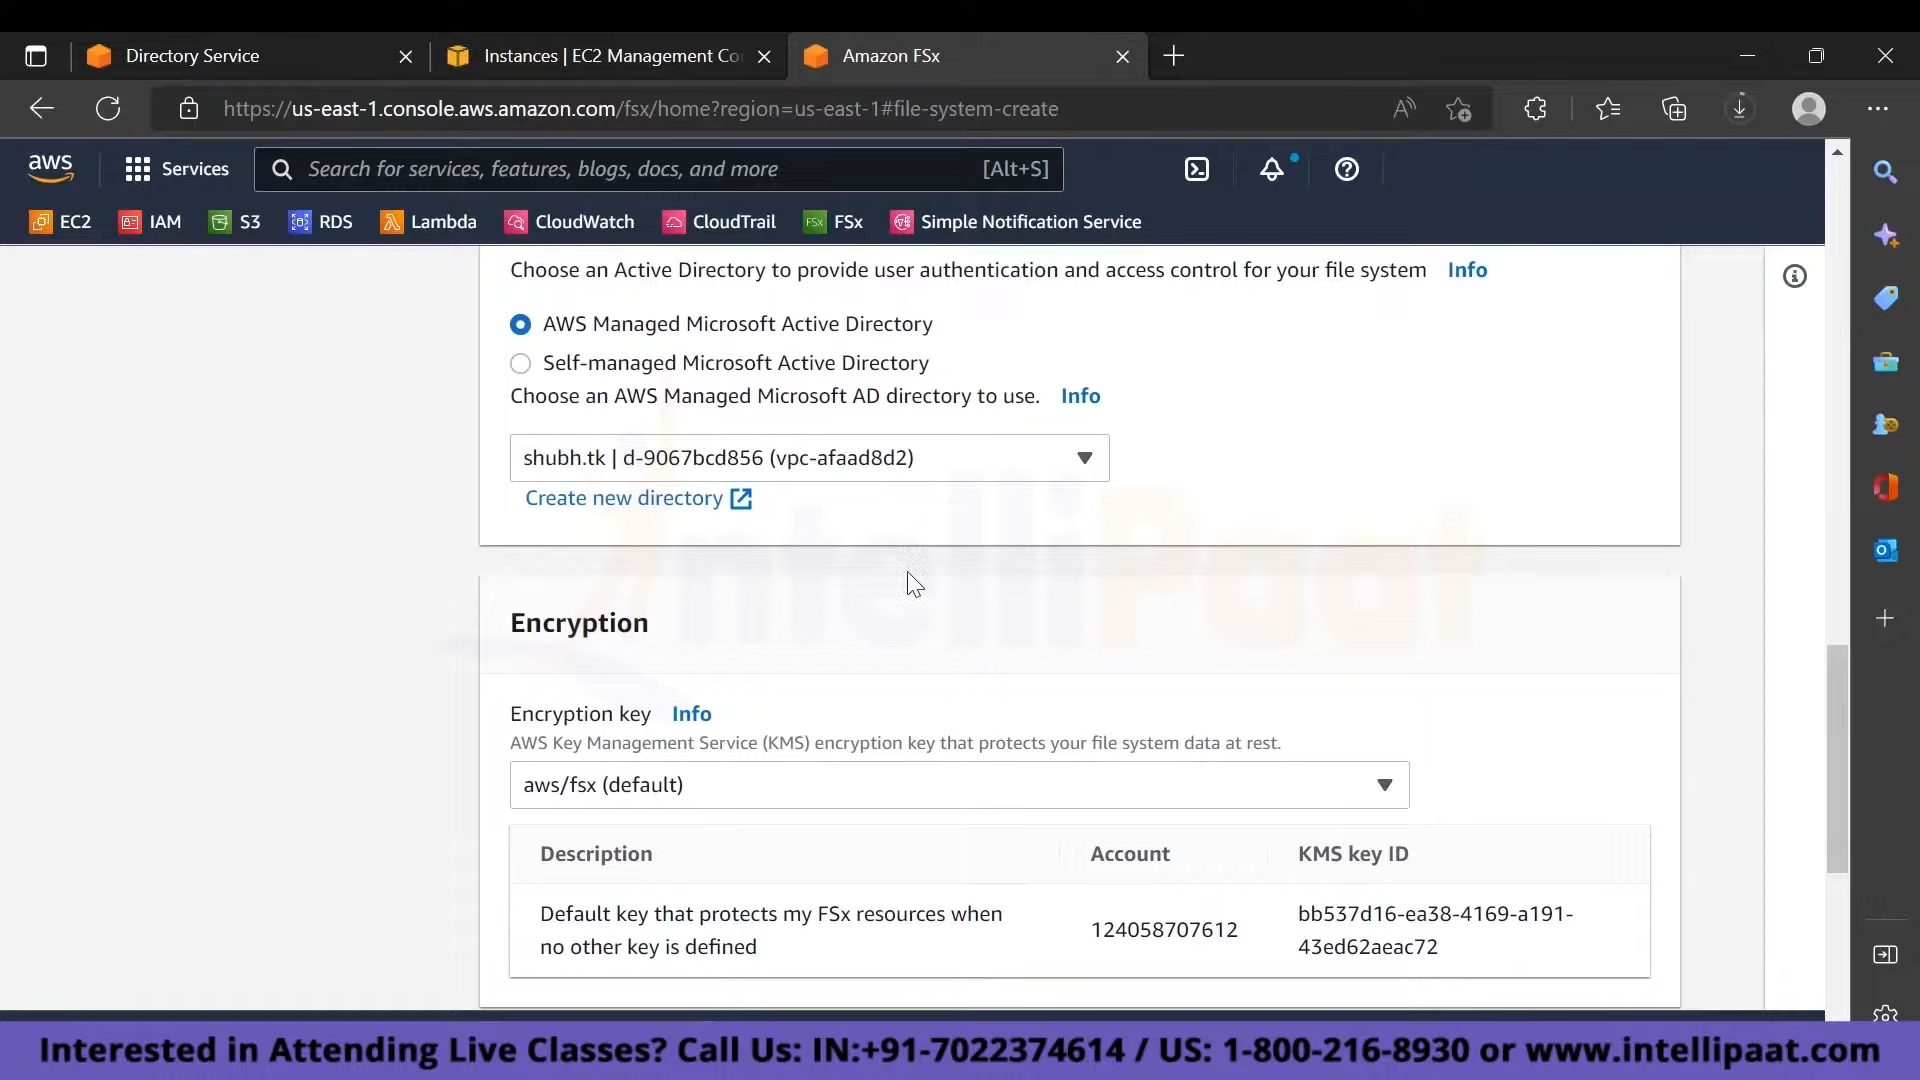 Directory Service
Instances | EC2 Management Co
Amazon FSx
https://us-east-1.console.aws.amazon.com/fsx/home?region=us-east-1#file-system-create
aws
Services
Search for services, features, blogs, docs, and more
[Alt+S]
EC2
IAM
S3
RDS
Lambda
CloudWatch
CloudTrail
FSx
FSx
Simple Notification Service
Choose an Active Directory to provide user authentication and access control for your file system Info
AWS Managed Microsoft Active Directory
Self-managed Microsoft Active Directory
Choose an AWS Managed Microsoft AD directory to use. Info
shubh.tk | d-9067bcd856 (vpc-afaad8d2)
Create new directory
IntelliPaat
Encryption
Encryption key Info
AWS Key Management Service (KMS) encryption key that protects your file system data at rest.
aws/fsx (default)
Description Account KMS key ID
Default key that protects my FSx resources when
no other key is defined
124058707612
bb537d16-ea38-4169-a191-
43ed62aeac72
Interested in Attending Live Classes? Call Us: IN:+91-7022374614 / US: 1-800-216-8930 or www.intellipaat.com